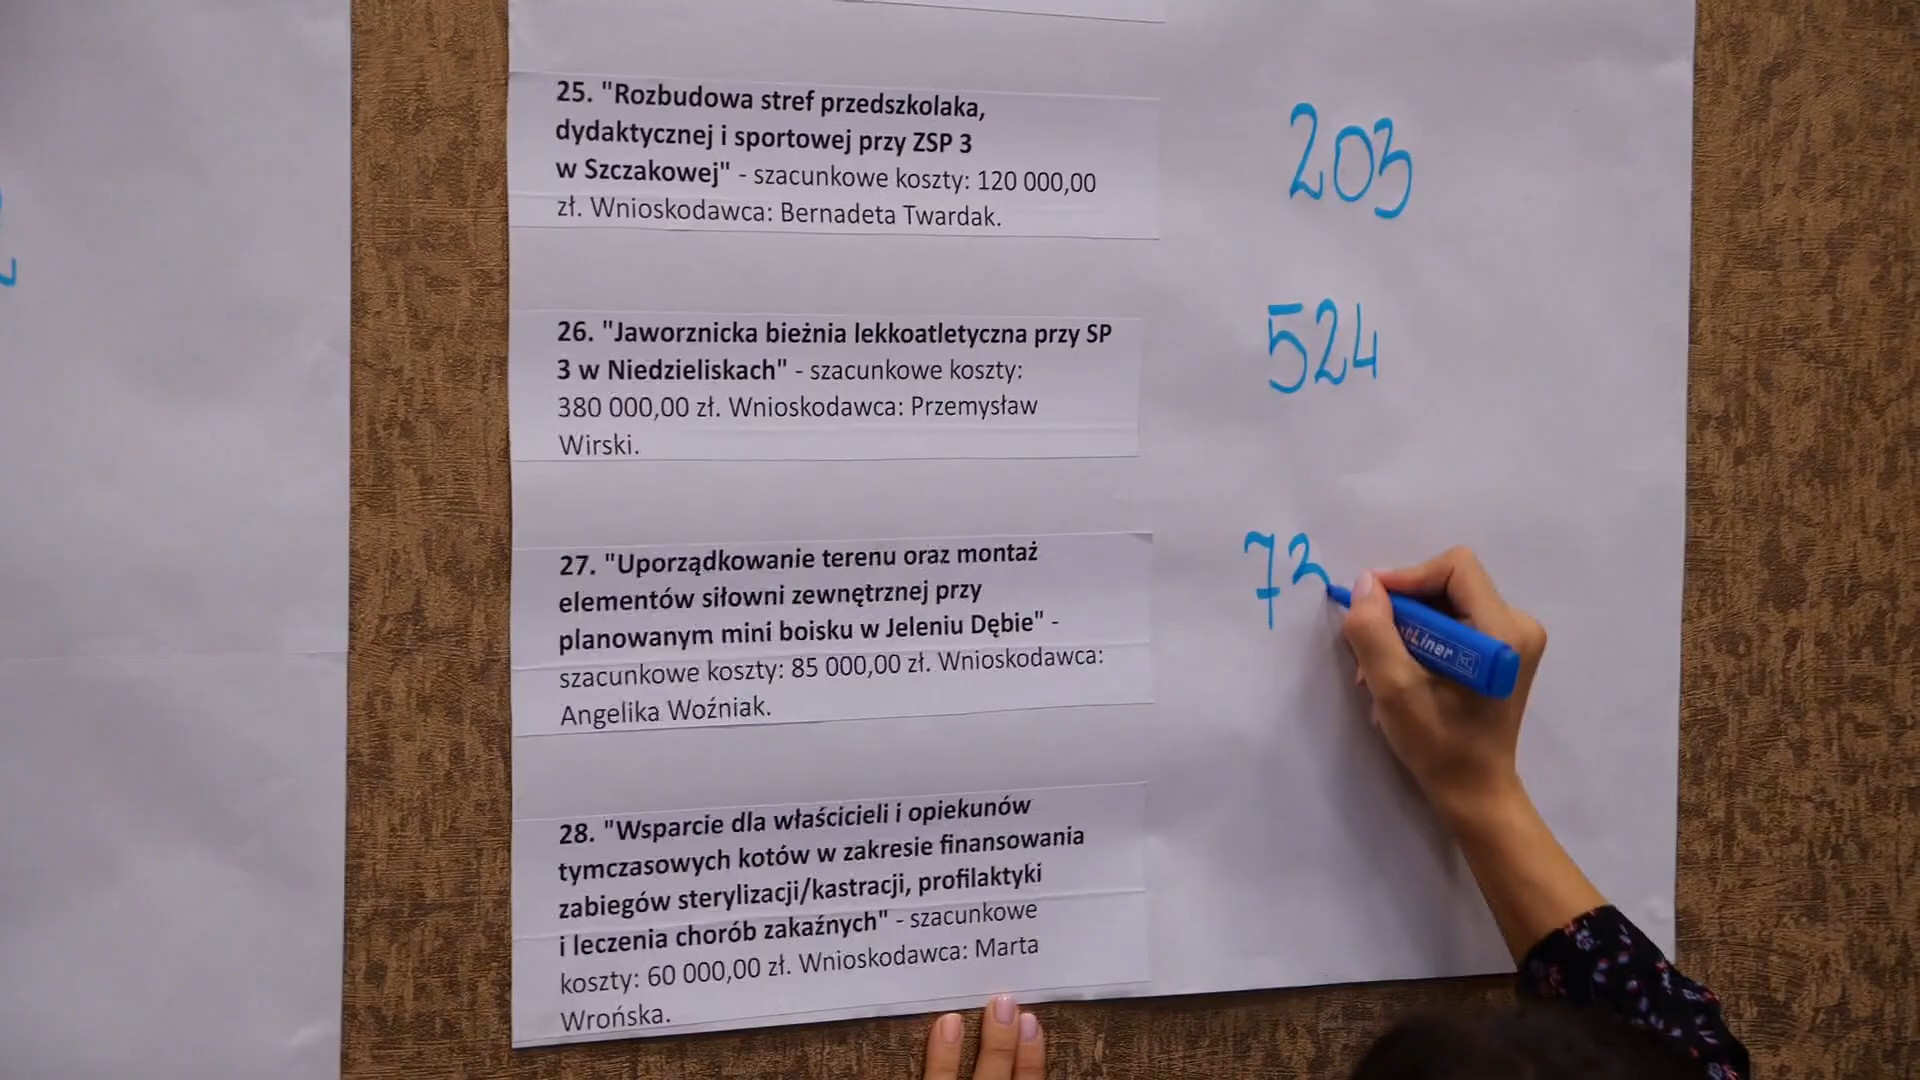 25. "Rozbudowa stref przedszkolaka,
dydaktycznej i sportowej przy ZSP 3
w Szczakowej" - szacunkowe koszty: 120 000,00
zł. Wnioskodawca: Bernadeta Twardak.
203
26. "Jaworznicka bieżnia lekkoatletyczna przy SP
3 w Niedzieliskach" - szacunkowe koszty:
380 000,00 zł. Wnioskodawca: Przemysław
Wirski.
524
27. "Uporządkowanie terenu oraz montaż
elementów siłowni zewnętrznej przy
planowanym mini boisku w Jeleniu Dębie" -
szacunkowe koszty: 85 000,00 zł. Wnioskodawca:
Angelika Woźniak.
28. "Wsparcie dla właścicieli i opiekunów
tymczasowych kotów w zakresie finansowania
zabiegów sterylizacji/kastracji, profilaktyki
i leczenia chorób zakaźnych" - szacunkowe
koszty: 60 000,00 zł. Wnioskodawca: Marta
Wrońska.